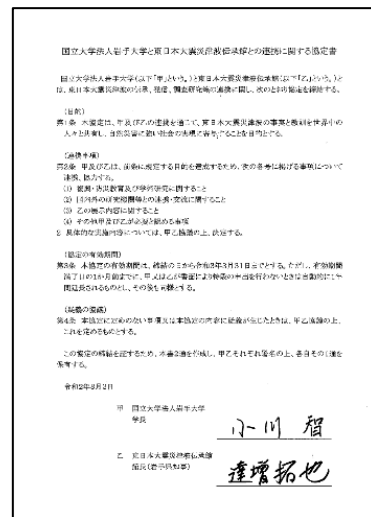 国立大学法人岩手大学と東日本大震災津波伝承館との連携に関する協定書
国立大学法人岩手大学(以下「甲」という。)と東日本大震災津波伝承館(以下「乙」という。)と
は、東日本大震災津波の伝承、発信、調査研究等の連携に関し、次のとおり協定を締結する。
(目的)
第1条 本協定は、甲及び乙の連携を通じて、東日本大震災津波の事実と教訓を世界中の
人々と共有し、自然災害に強い社会の実現に寄与することを目的とする。
(連携事項)
第2条 甲及び乙は、前条に規定する目的を達成するため、次の各号に掲げる事項について
連携、協力する。
(1) 復興・防災教育及び学術研究に関すること
(2) 国内外の研究機関等との連携・交流に関すること
(3) 乙の展示内容に関すること
(4) その他甲及び乙が必要と認める事項
2 具体的な実施内容については、甲乙協議の上、決定する。
(協定の有効期間)
第3条 本協定の有効期間は、締結の日から令和3年3月31日までとする。ただし、有効期間
満了日の1か月前までに、甲又は乙が書面により特段の申出を行わないときは自動的に1年
間延長されるものとし、その後も同様とする。
(疑義の協議)
第4条 本協定に定めのない事項又は本協定の内容に疑義が生じたときは、甲乙協議の上、
これを定めるものとする。
この協定の締結を証するため、本書2通を作成し、甲乙それぞれ署名の上、各自その1通を
保有する。
令和2年8月2日
甲 国立大学法人岩手大学
学長
小川 智
乙 東日本大震災津波伝承館
館長(岩手県知事)
達増拓也